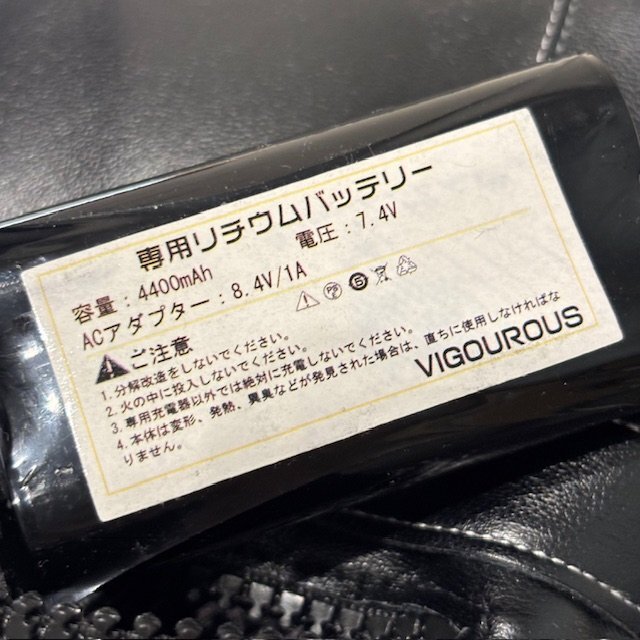 専用リチウムバッテリー
容量：4400mAh 電圧：7.4V
ACアダプター：8.4V/1A
ご注意
1. 分解改造をしないでください。
2. 火の中に投入しないでください。
3. 専用充電器以外では絶対に充電しないでください。
4. 本体は変形、発熱、異臭などが発見された場合は、直ちに使用しなければな
りません。
VIGOUROUS